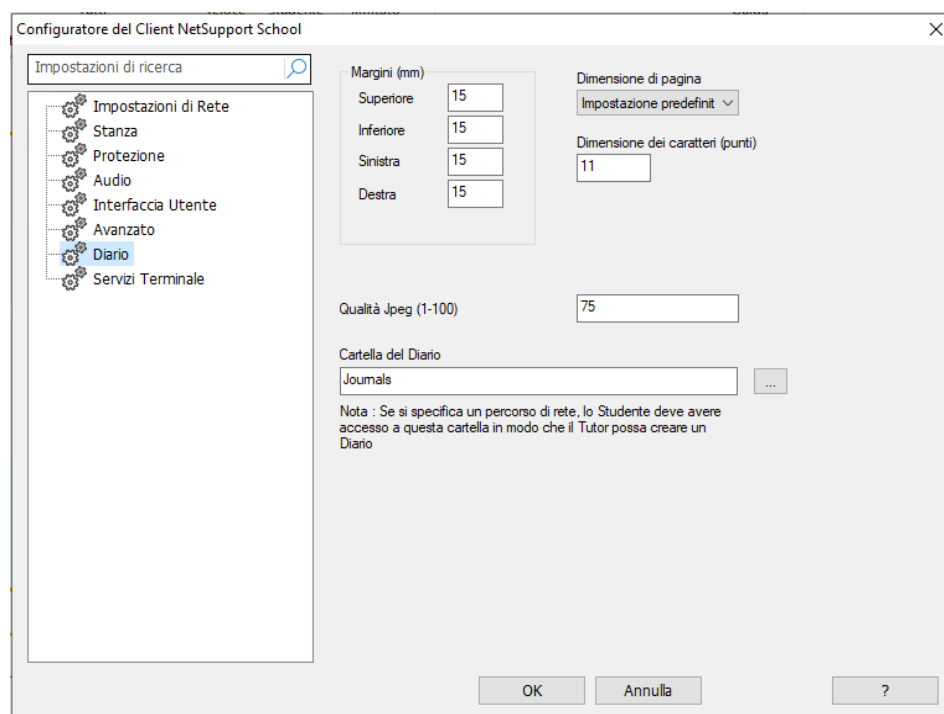 Configuratore del Client NetSupport School
Impostazioni di ricerca
Impostazioni di Rete
Stanza
Protezione
Audio
Interfaccia Utente
Avanzato
Diario
Servizi Terminale
Margini (mm)
Superiore 15
Inferiore 15
Sinistra 15
Destra 15
Dimensione di pagina
Impostazione predefinit
Dimensione dei caratteri (punti)
11
Qualità Jpeg (1-100) 75
Cartella del Diario
Journals
...
Nota : Se si specifica un percorso di rete, lo Studente deve avere
accesso a questa cartella in modo che il Tutor possa creare un
Diario
OK Annulla ?